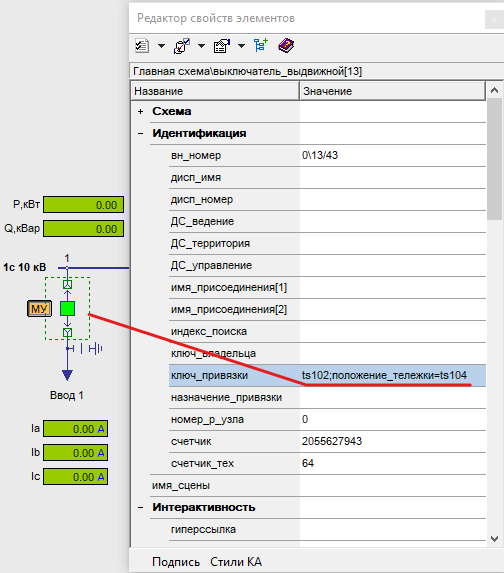 Редактор свойств элементов
Главная схема\выключатель_выдвижной[13]
Название Значение
+ Схема
− Идентификация
вн_номер 0\13/43
дисп_имя
дисп_номер
ДС_ведение
ДС_территория
ДС_управление
имя_присоединения[1]
имя_присоединения[2]
индекс_поиска
ключ_владельца
ключ_привязки ts102;положение_тележки=ts104
назначение_привязки
номер_р_узла 0
счетчик 2055627943
счетчик_тех 64
имя_сцены
− Интерактивность
гиперссылка
Подпись Стили КА
P,кВт 0.00
Q,кВар 0.00
1
1с 10 кВ
МУ
Ввод 1
Ia 0.00 A
Ib 0.00 A
Ic 0.00 A